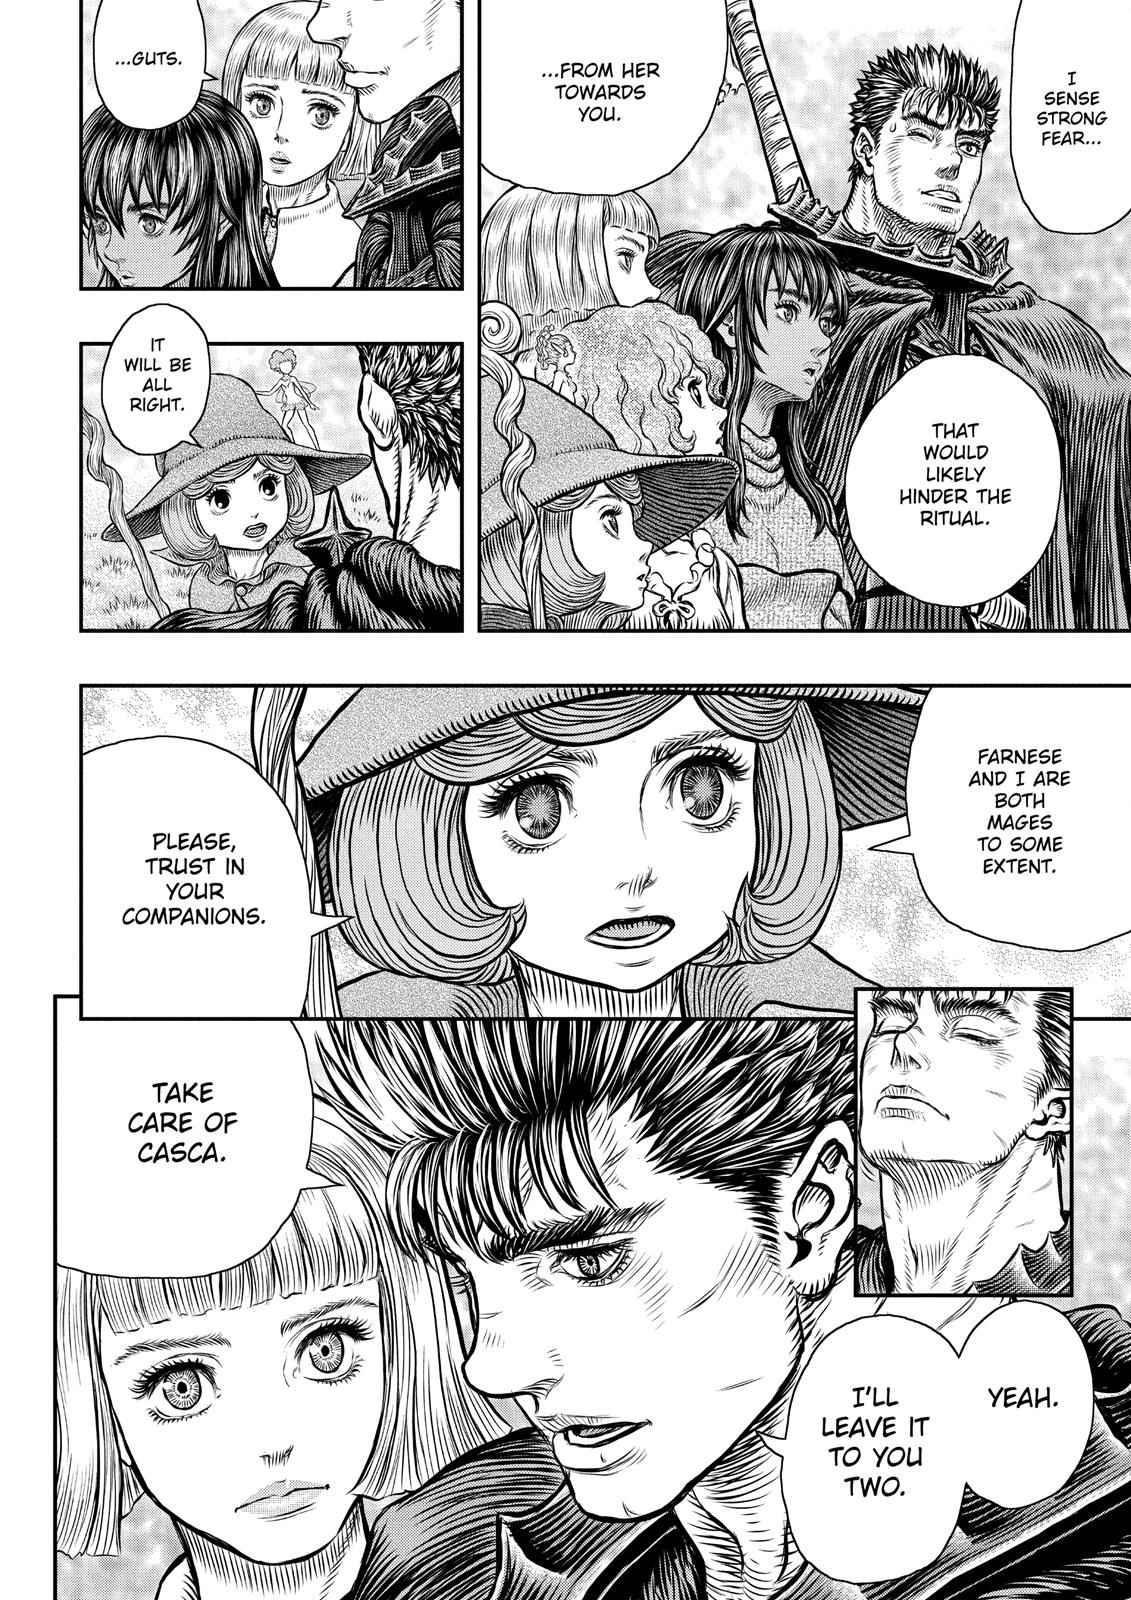 I
SENSE
STRONG
FEAR...
...FROM HER
TOWARDS
YOU.
THAT
WOULD
LIKELY
HINDER THE
RITUAL.
...GUTS.
IT
WILL BE
ALL
RIGHT.
FARNESE
AND I ARE
BOTH
MAGES
TO SOME
EXTENT.
PLEASE,
TRUST IN
YOUR
COMPANIONS.
YEAH.
I'LL
LEAVE IT
TO YOU
TWO.
TAKE
CARE OF
CASCA.